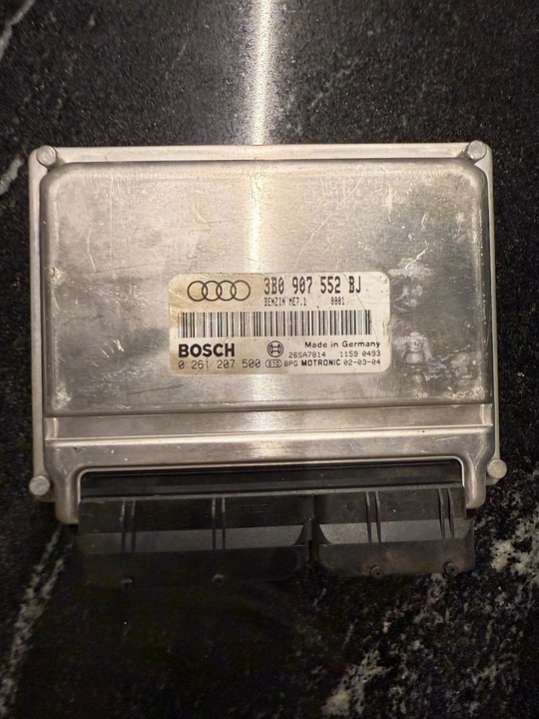 3B0 907 552 BJ
BENZIN ME7.1 0001
BOSCH Made in Germany
26SA7814 1159 0493
0 261 207 500 BPG MOTRONIC 02-03-04